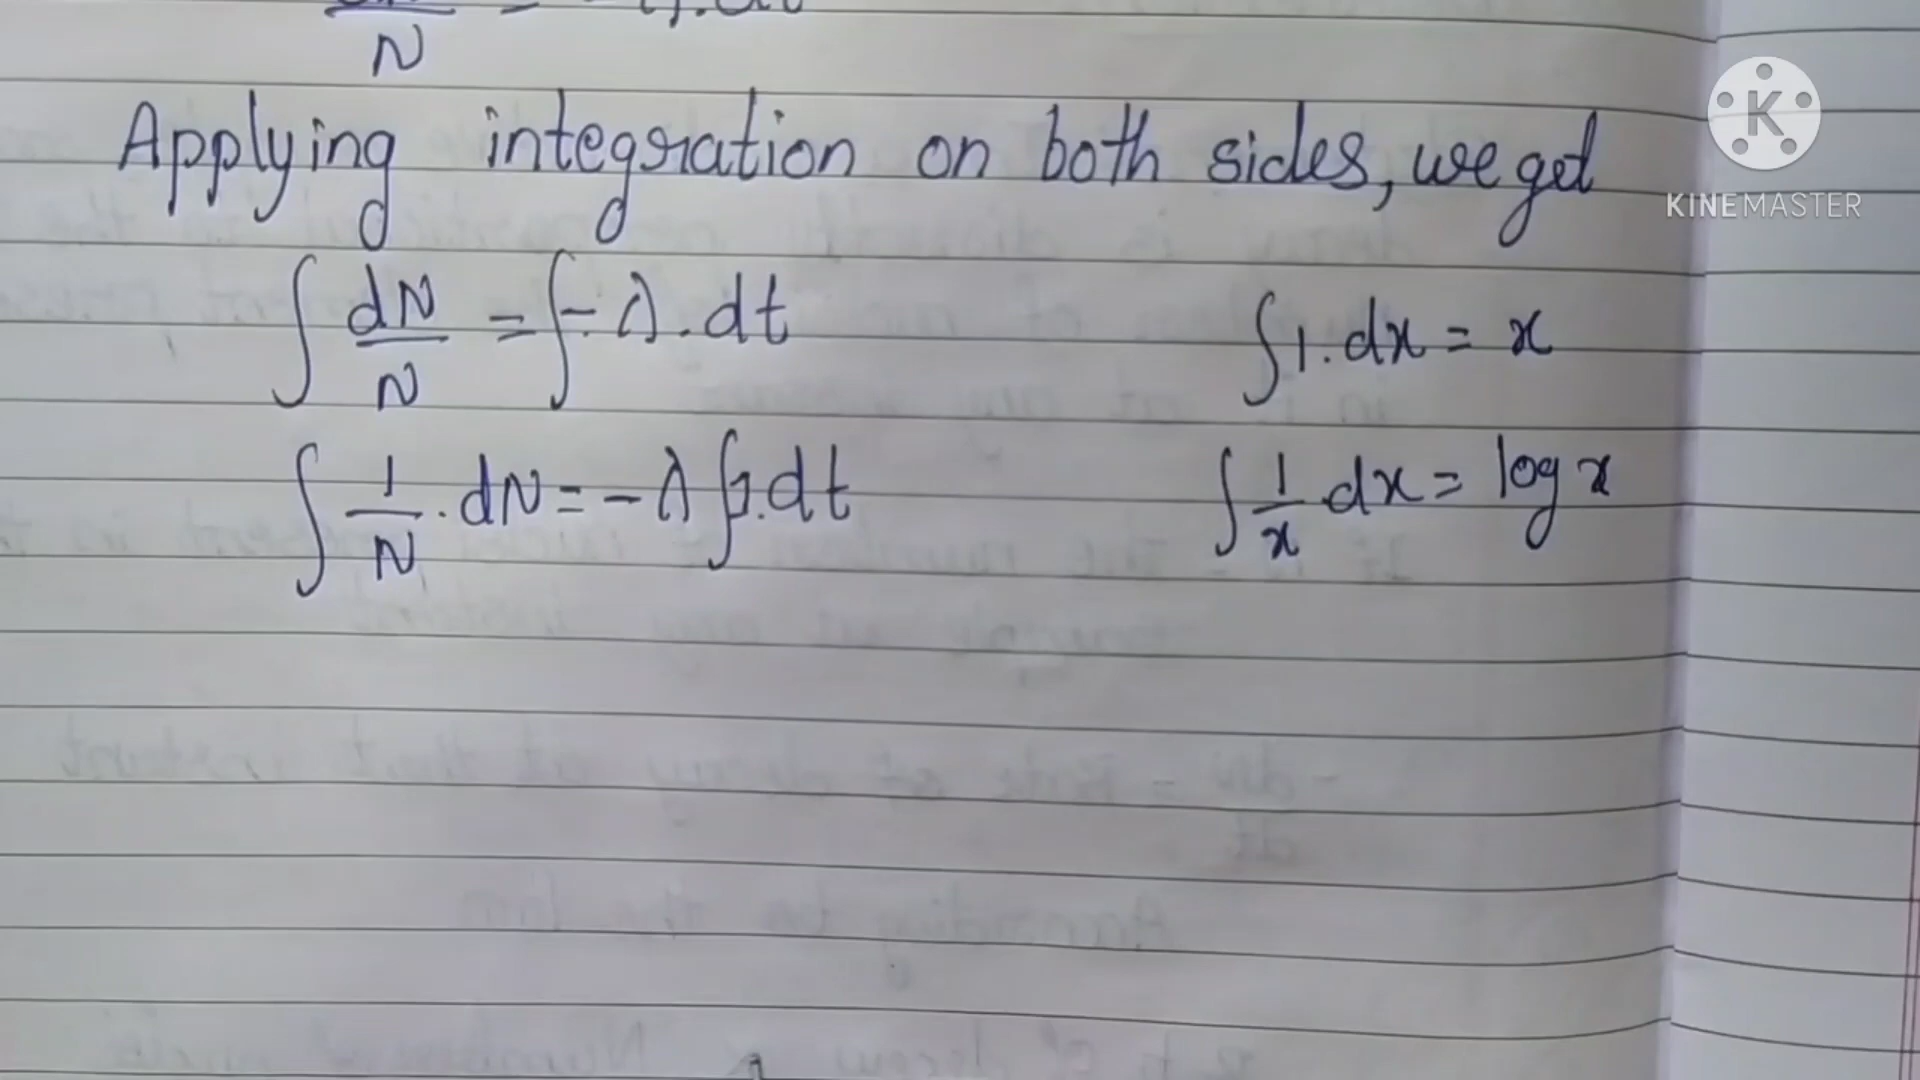 N
Applying integration on both sides, we get
∫ dN/N = ∫ -λ.dt
∫ 1.dx = x
∫ 1/N . dN = -λ ∫ 1.dt
∫ 1/x dx = log x
K
KINEMASTER